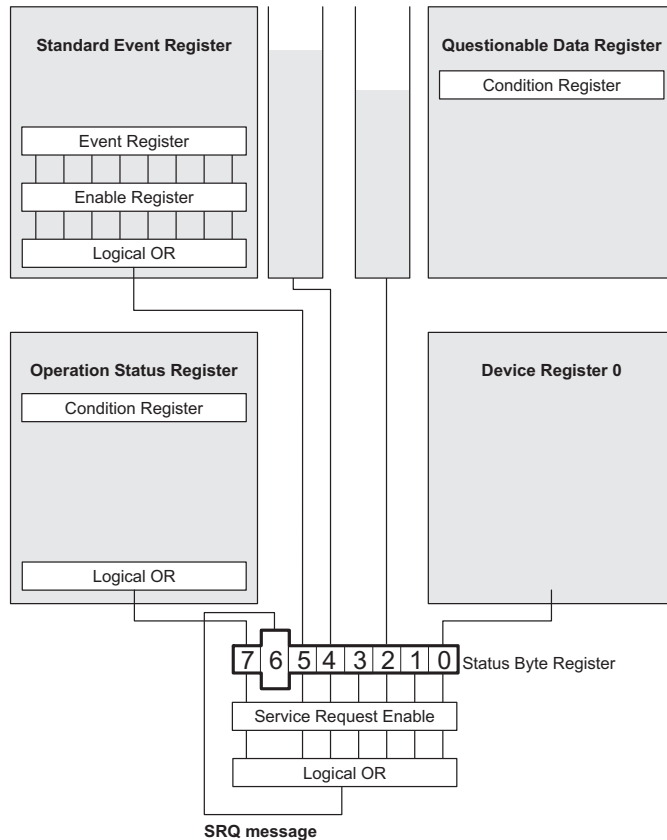 Standard Event Register
Event Register
Enable Register
Logical OR
Questionable Data Register
Condition Register
Operation Status Register
Condition Register
Logical OR
Device Register 0
7 6 5 4 3 2 1 0
Status Byte Register
Service Request Enable
Logical OR
SRQ message